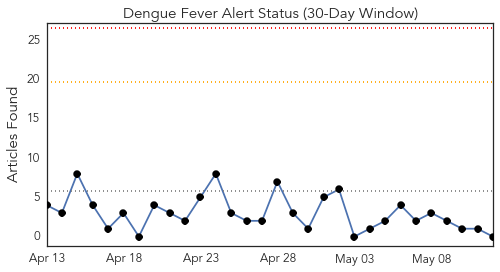 Dengue Fever Alert Status (30-Day Window)
Articles Found
25
20
15
10
5
0
Apr 13 Apr 18 Apr 23 Apr 28 May 03 May 08